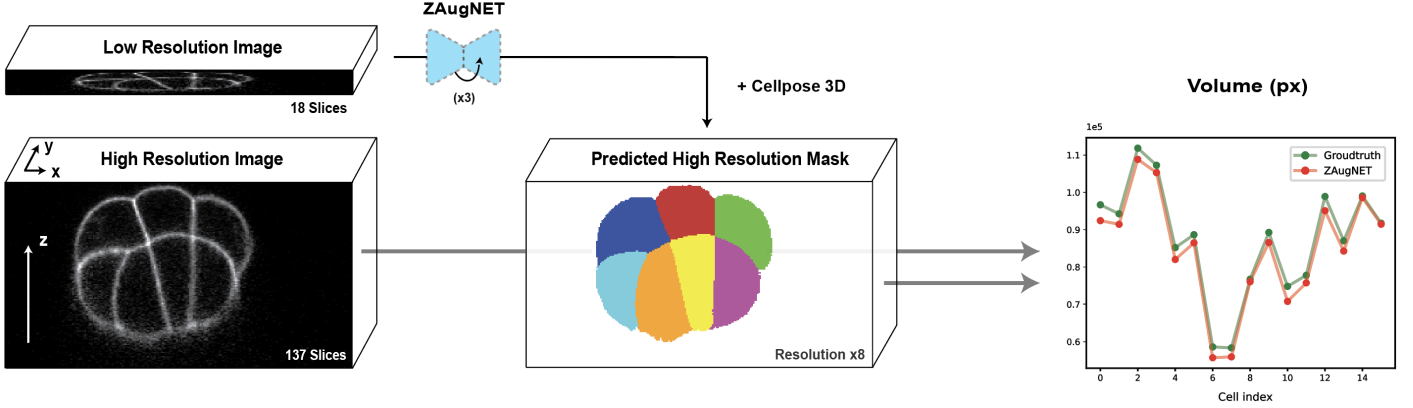 ZAugNET
Low Resolution Image
18 Slices
(x3)
+ Cellpose 3D
y
x
High Resolution Image
z
137 Slices
Predicted High Resolution Mask
Resolution x8
Volume (px)
1e5
1.1
1.0
0.9
0.8
0.7
0.6
Groudtruth
ZAugNET
0 2 4 6 8 10 12 14
Cell index